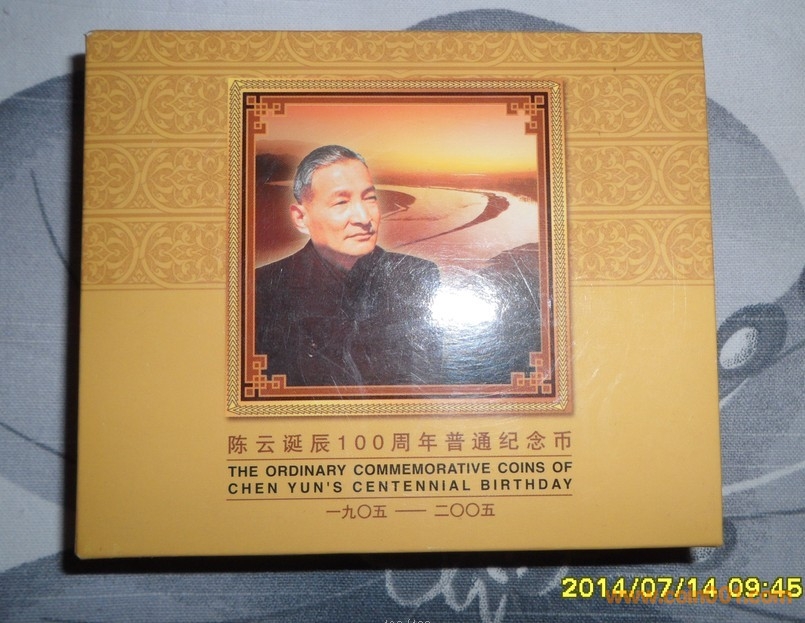 陈云诞辰100周年普通纪念币
THE ORDINARY COMMEMORATIVE COINS OF
CHEN YUN'S CENTENNIAL BIRTHDAY
一九〇五 —— 二〇〇五
2014/07/14 09:45